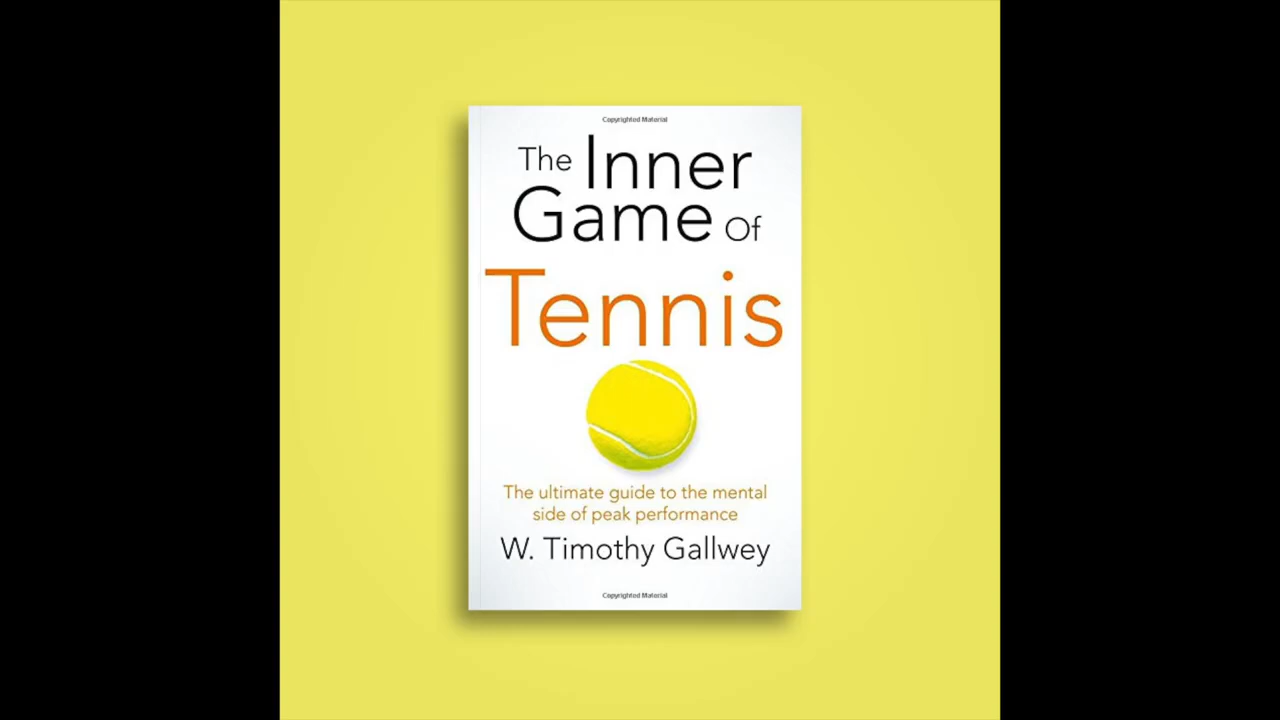 Copyrighted Material
The Inner
Game Of
Tennis
The ultimate guide to the mental
side of peak performance
W. Timothy Gallwey
Copyrighted Material